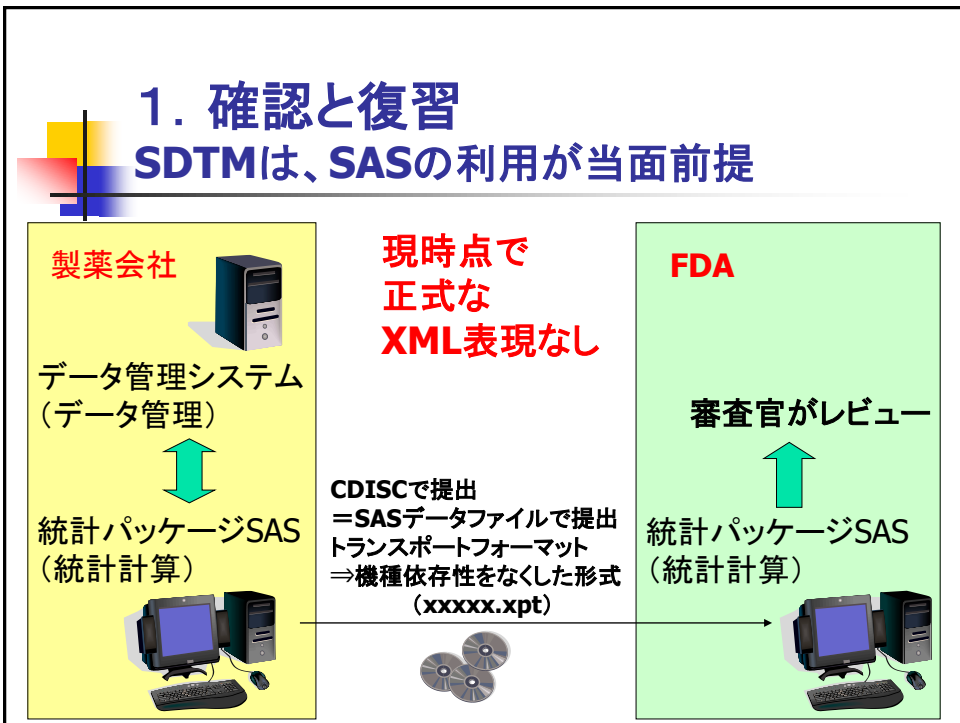 １．確認と復習
SDTMは、SASの利用が当面前提
製薬会社
データ管理システム
（データ管理）
統計パッケージSAS
（統計計算）
現時点で
正式な
XML表現なし
CDISCで提出
＝SASデータファイルで提出
トランスポートフォーマット
⇒機種依存性をなくした形式
（xxxxx.xpt）
FDA
審査官がレビュー
統計パッケージSAS
（統計計算）